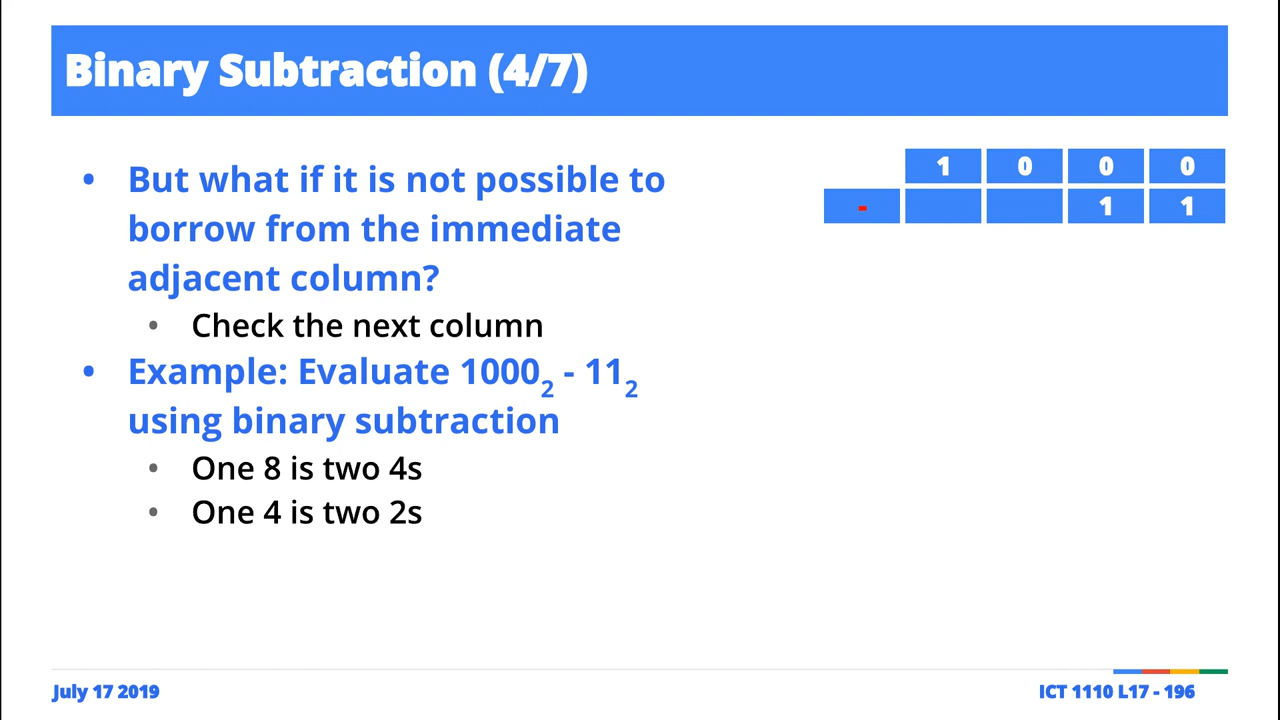 Binary Subtraction (4/7)
• But what if it is not possible to
borrow from the immediate
adjacent column?
• Check the next column
• Example: Evaluate 1000₂ - 11₂
using binary subtraction
• One 8 is two 4s
• One 4 is two 2s
1 0 0 0
- 1 1
July 17 2019
ICT 1110 L17 - 196